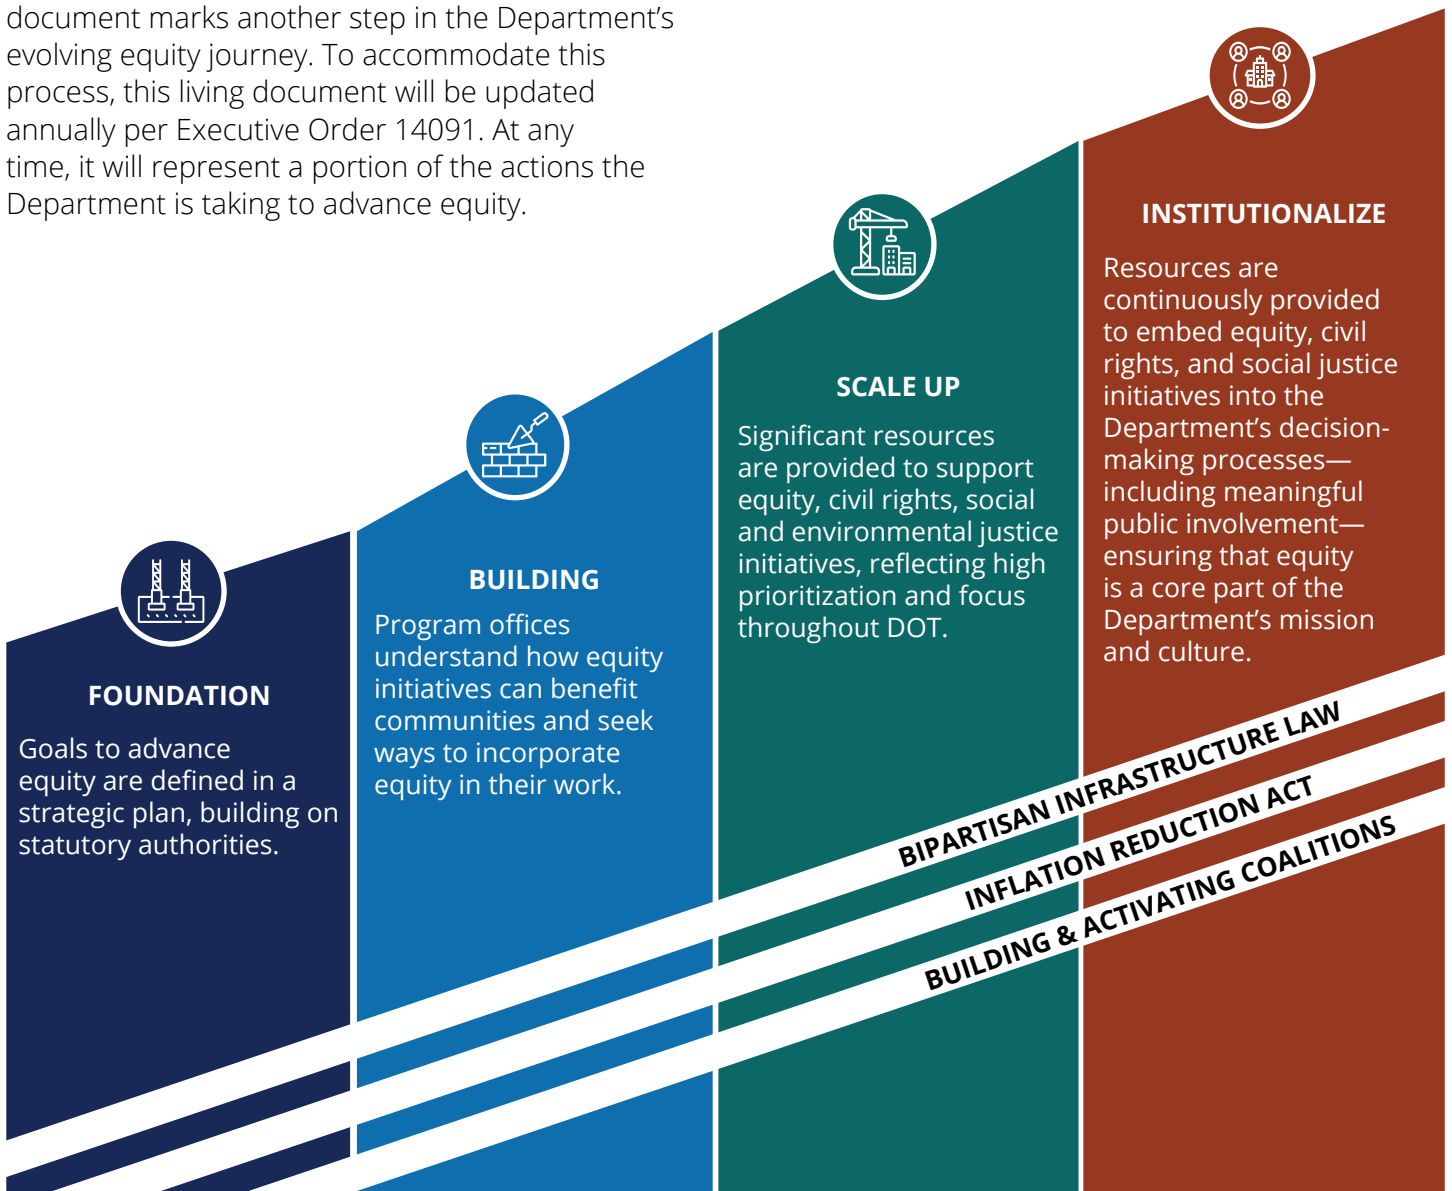 document marks another step in the Department’s
evolving equity journey. To accommodate this
process, this living document will be updated
annually per Executive Order 14091. At any
time, it will represent a portion of the actions the
Department is taking to advance equity.
FOUNDATION
Goals to advance
equity are defined in a
strategic plan, building on
statutory authorities.
BUILDING
Program offices
understand how equity
initiatives can benefit
communities and seek
ways to incorporate
equity in their work.
SCALE UP
Significant resources
are provided to support
equity, civil rights, social
and environmental justice
initiatives, reflecting high
prioritization and focus
throughout DOT.
INSTITUTIONALIZE
Resources are
continuously provided
to embed equity, civil
rights, and social justice
initiatives into the
Department’s decision-
making processes—
including meaningful
public involvement—
ensuring that equity
is a core part of the
Department’s mission
and culture.
BIPARTISAN INFRASTRUCTURE LAW
INFLATION REDUCTION ACT
BUILDING & ACTIVATING COALITIONS